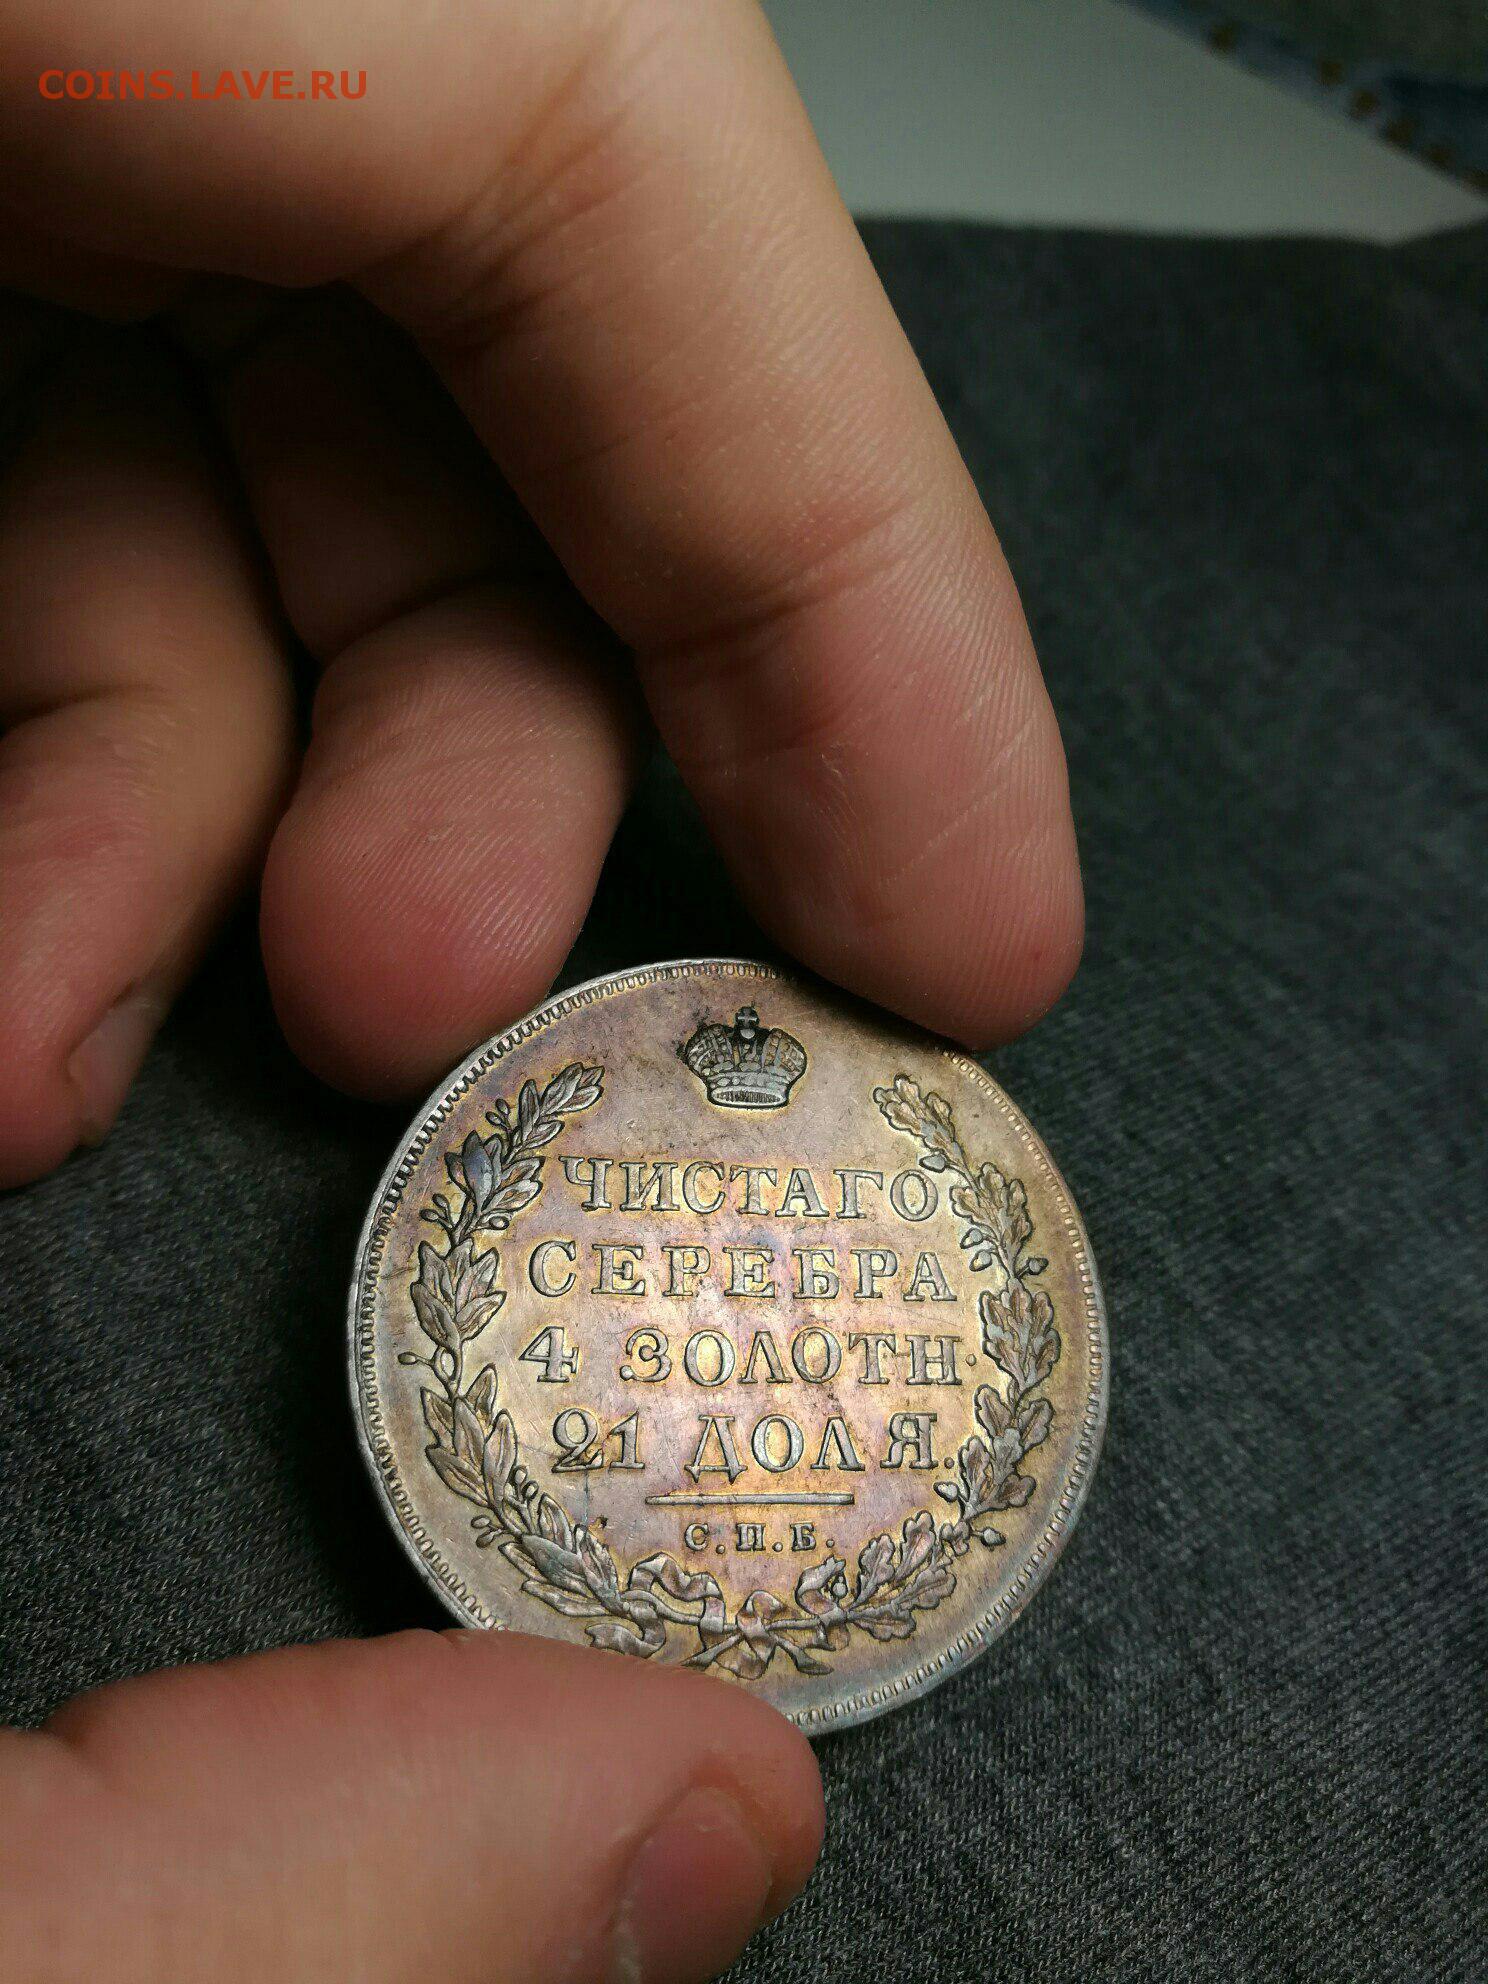 COINS.LAVE.RU
ЧИСТАГО
СЕРЕБРА
4 ЗОЛОТН.
21 ДОЛЯ.
С.П.Б.